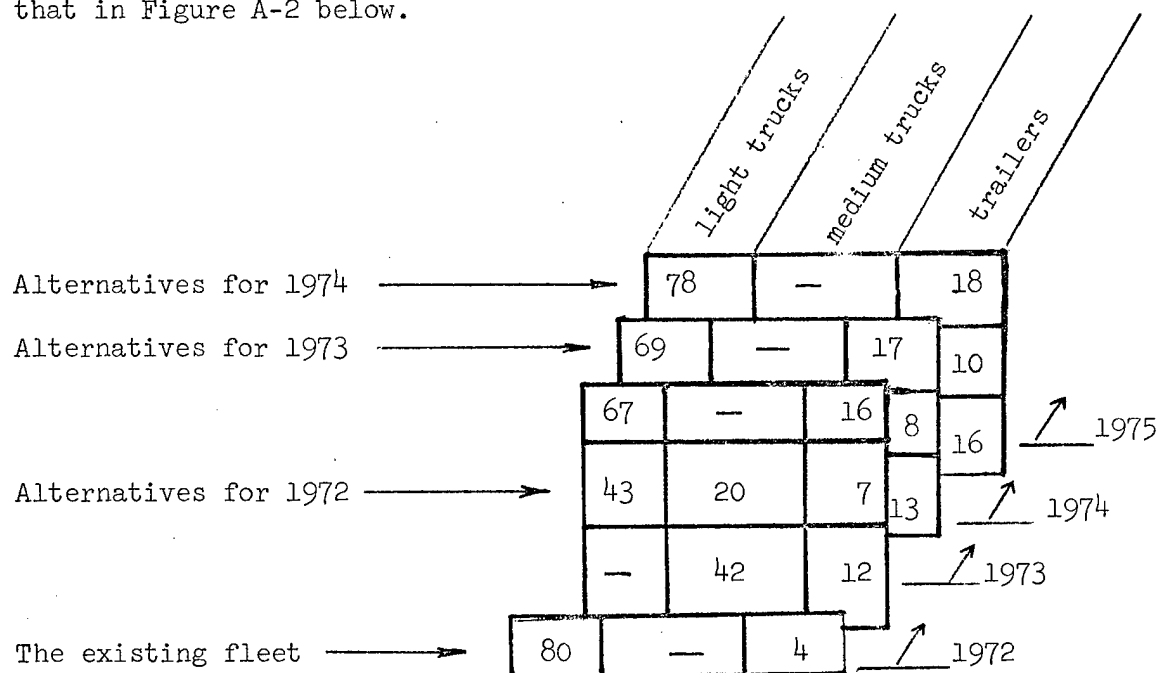 that in Figure A-2 below.
light trucks
medium trucks
trailers
Alternatives for 1974
78 — 18
Alternatives for 1973
69 — 17
10
67 — 16
8
16
1975
Alternatives for 1972
43 20 7
13
1974
— 42 12
1973
The existing fleet
80 — 4
1972